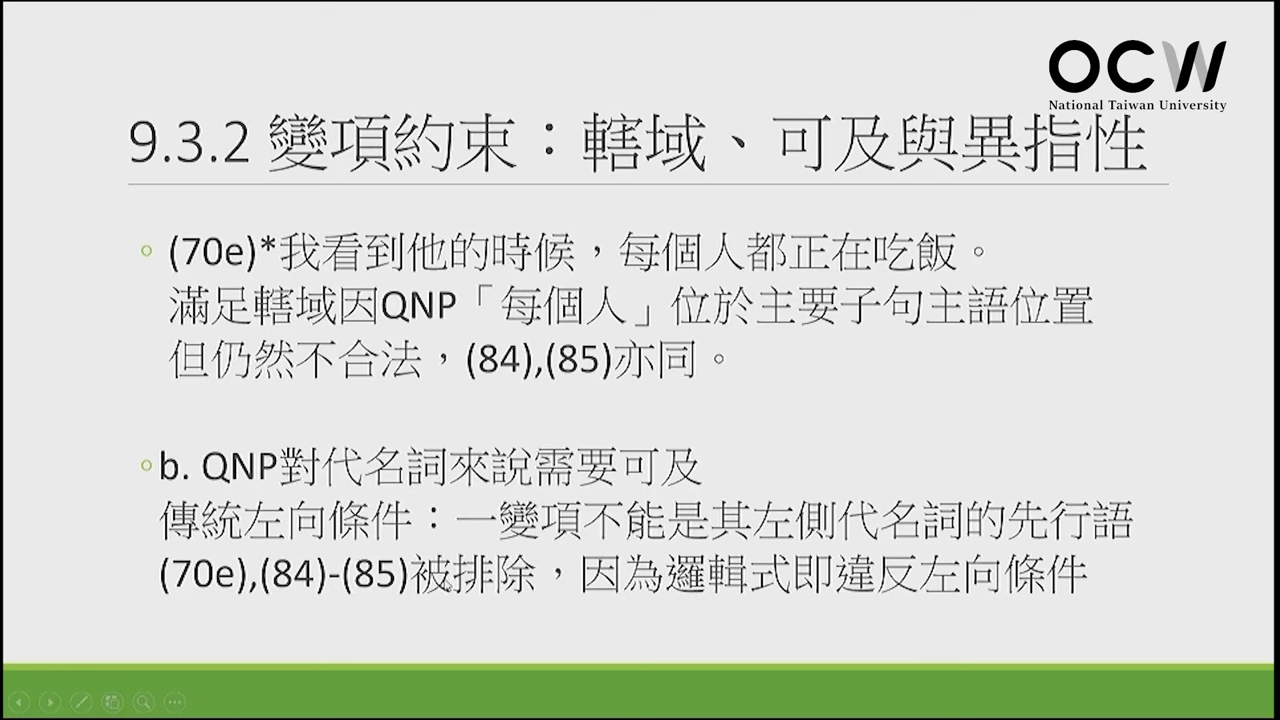 OCW
National Taiwan University
9.3.2 變項約束：轄域、可及與異指性
(70e)*我看到他的時候，每個人都正在吃飯。
滿足轄域因QNP「每個人」位於主要子句主語位置
但仍然不合法，(84),(85)亦同。
b. QNP對代名詞來說需要可及
傳統左向條件：一變項不能是其左側代名詞的先行語
(70e),(84)-(85)被排除，因為邏輯式即違反左向條件